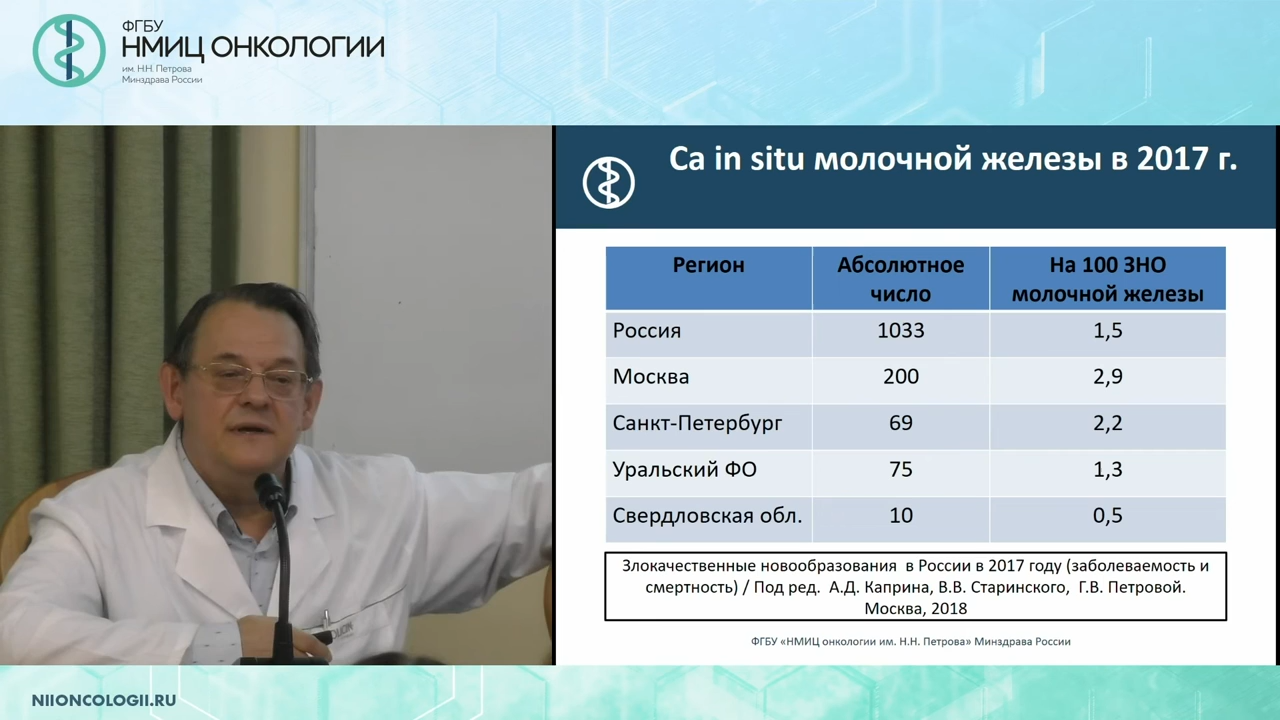 ФГБУ
НМИЦ ОНКОЛОГИИ
им. Н.Н. Петрова
Минздрава России
Ca in situ молочной железы в 2017 г.
Регион Абсолютное число На 100 ЗНО молочной железы
Россия 1033 1,5
Москва 200 2,9
Санкт-Петербург 69 2,2
Уральский ФО 75 1,3
Свердловская обл. 10 0,5
Злокачественные новообразования в России в 2017 году (заболеваемость и
смертность) / Под ред. А.Д. Каприна, В.В. Старинского, Г.В. Петровой.
Москва, 2018
ФГБУ «НМИЦ онкологии им. Н.Н. Петрова» Минздрава России
NIIONCOLOGII.RU